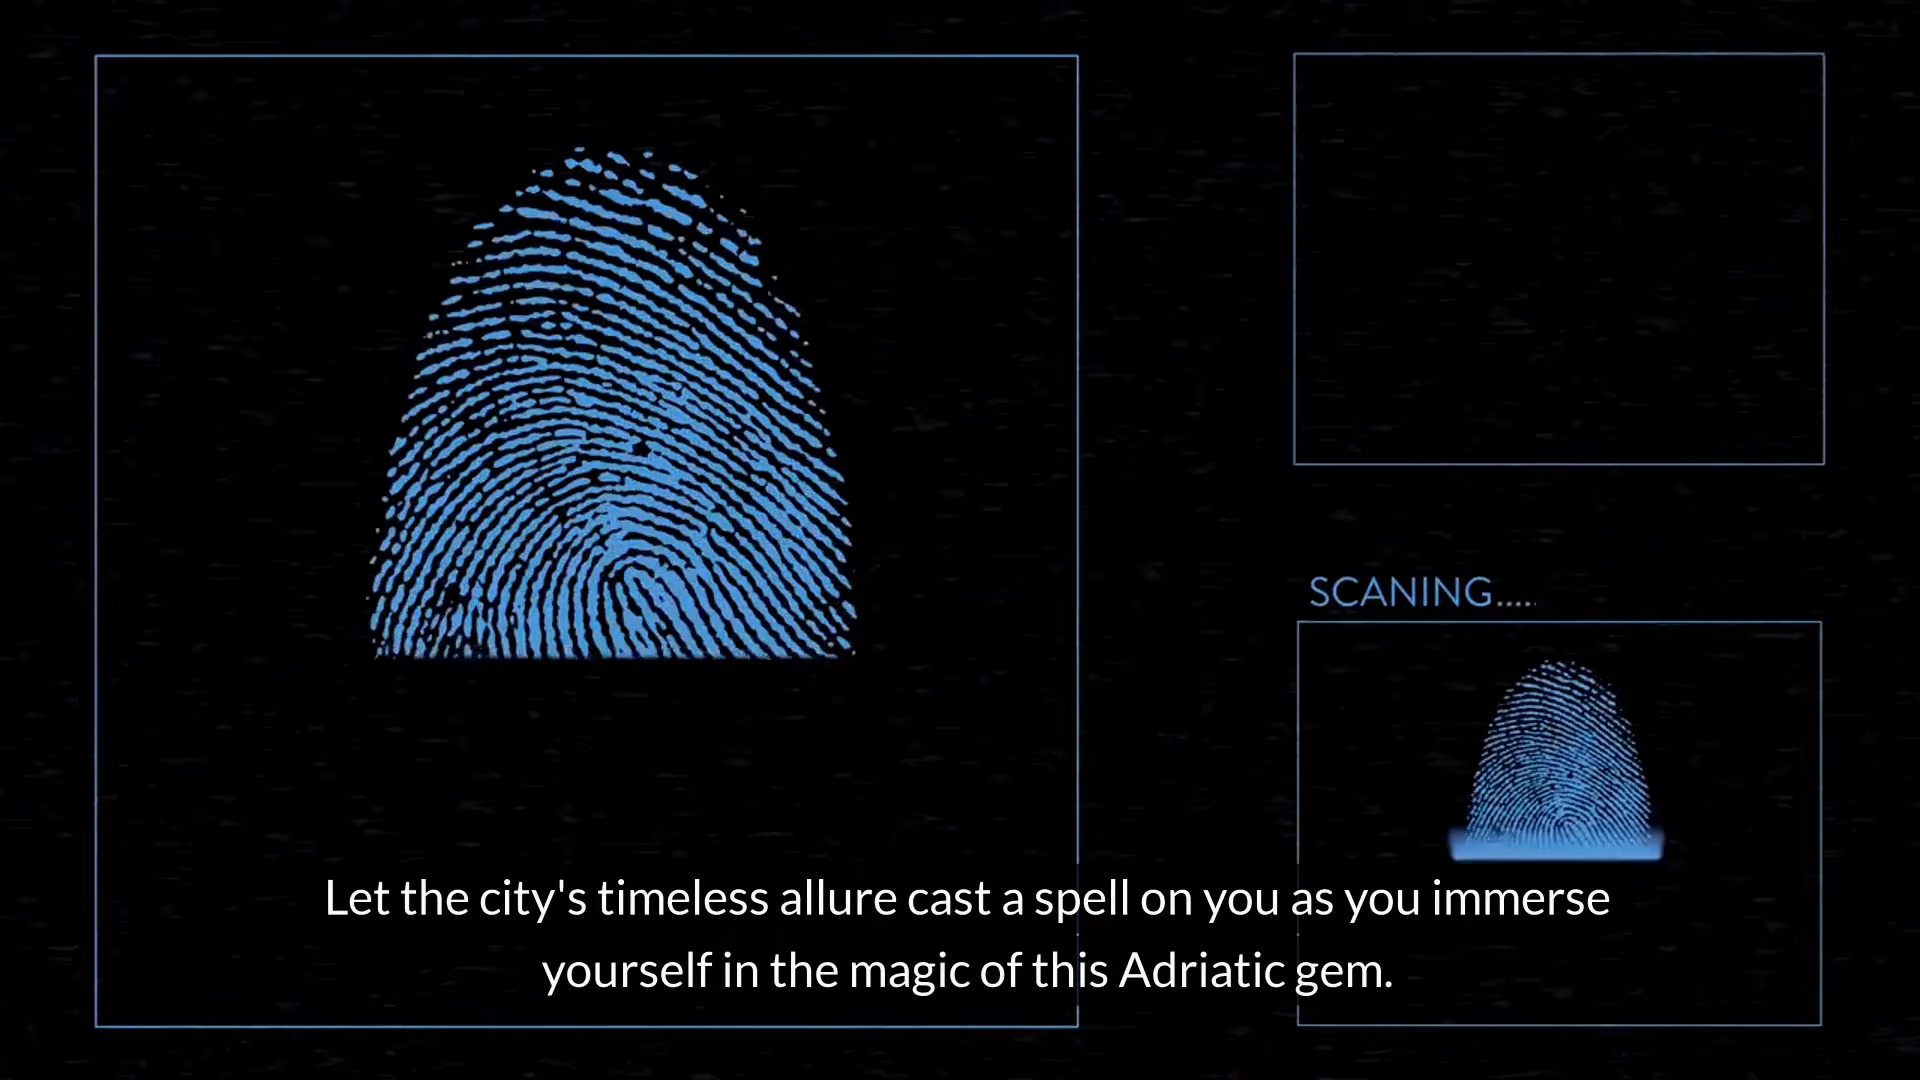 SCANING.....
Let the city's timeless allure cast a spell on you as you immerse
yourself in the magic of this Adriatic gem.